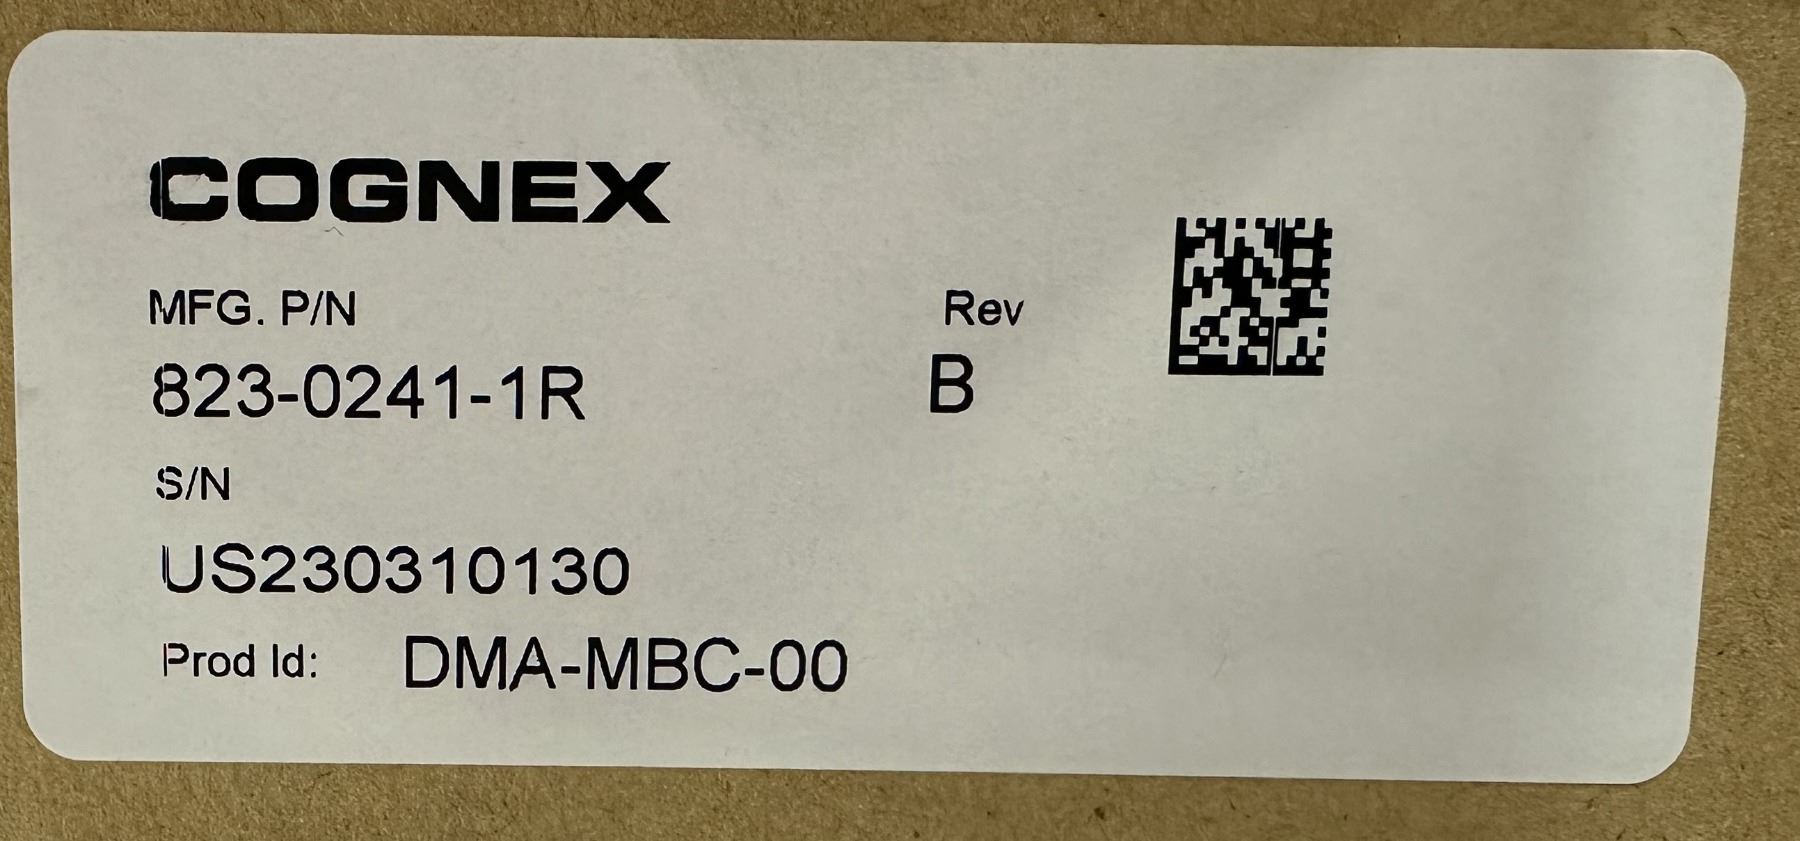 COGNEX
MFG. P/N
Rev
823-0241-1R
B
S/N
US230310130
Prod Id: DMA-MBC-00